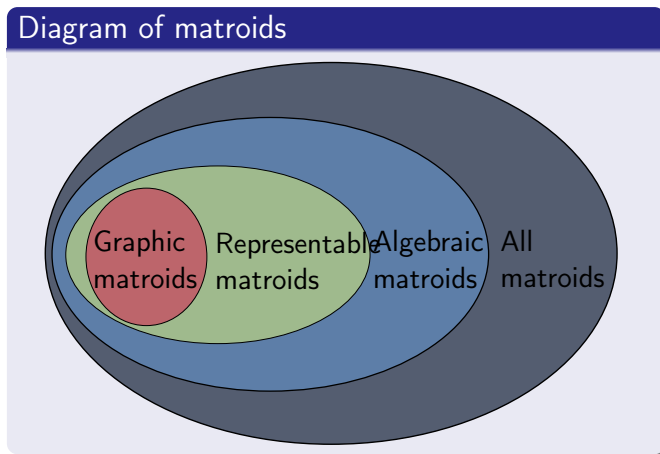 Diagram of matroids
Graphic
matroids
Representable
matroids
Algebraic
matroids
All
matroids